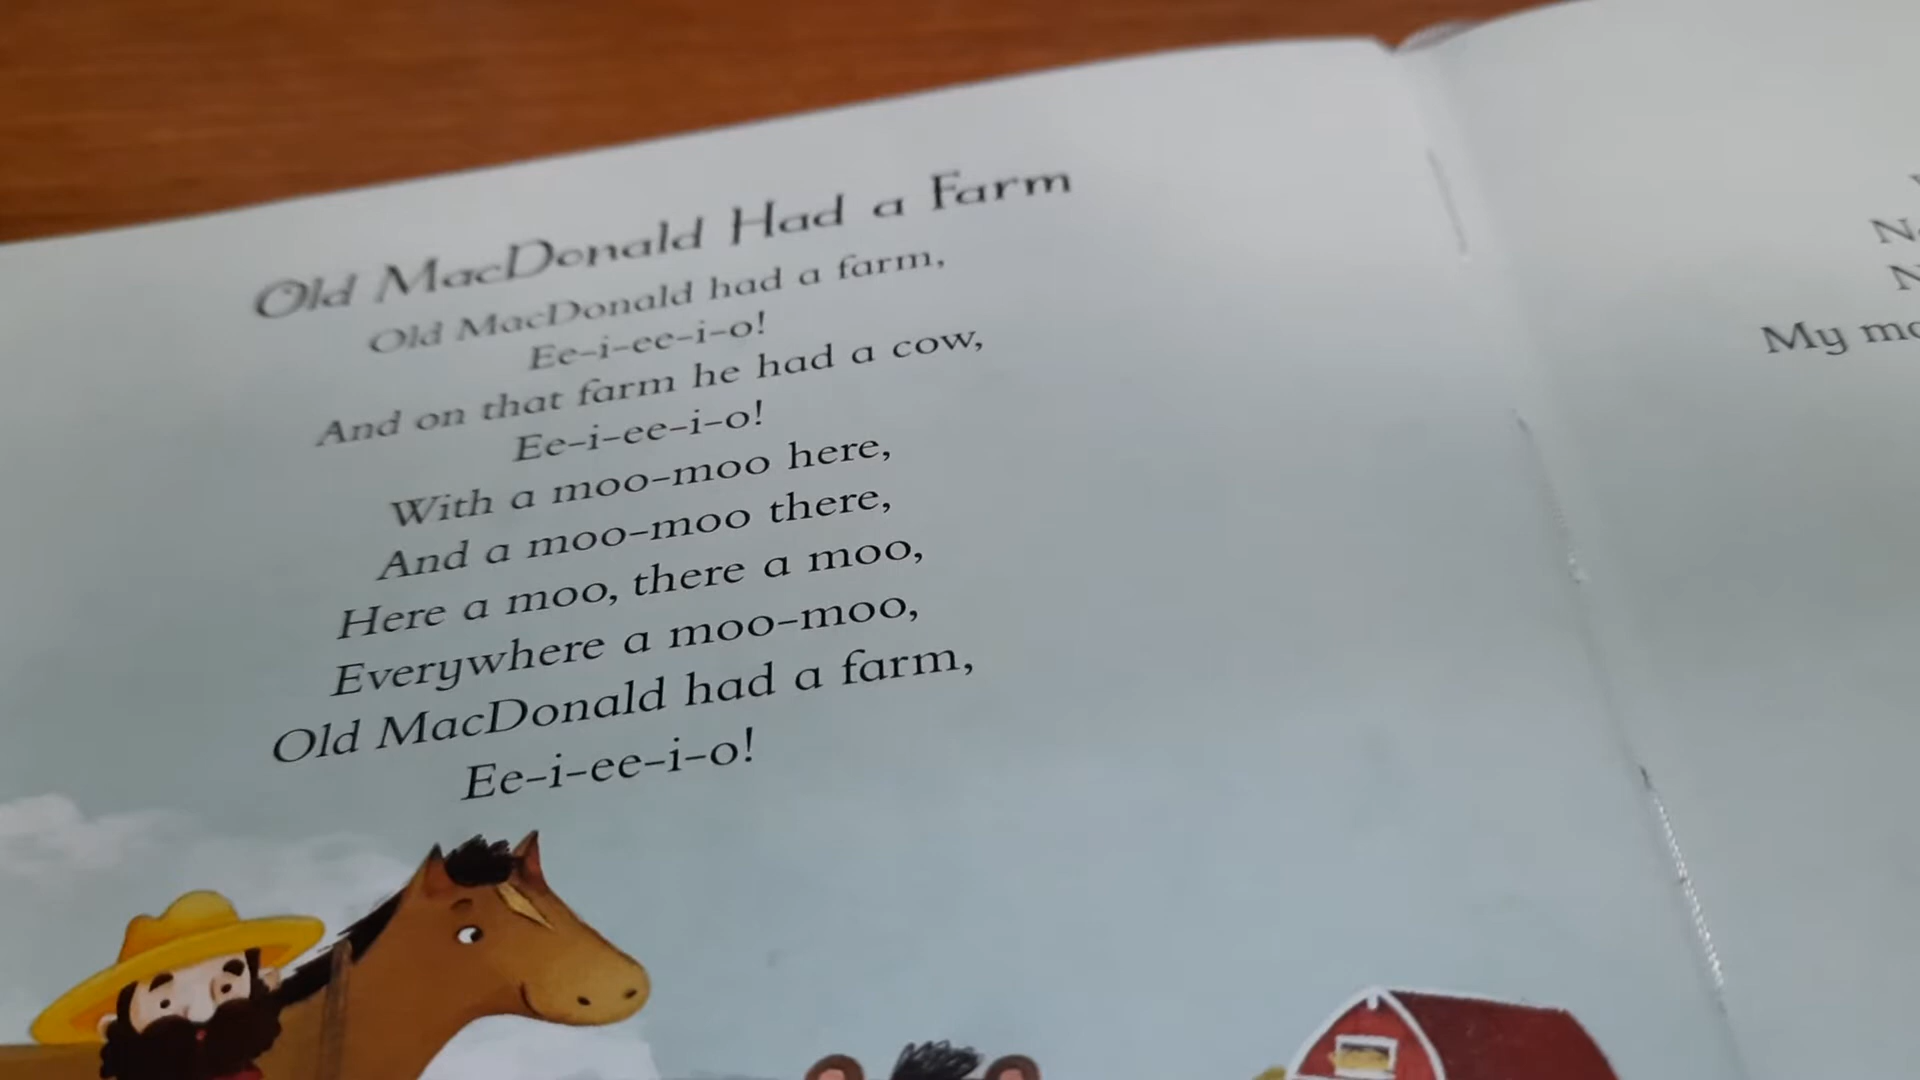 Old MacDonald Had a Farm
Old MacDonald had a farm,
Ee-i-ee-i-o!
And on that farm he had a cow,
Ee-i-ee-i-o!
With a moo-moo here,
And a moo-moo there,
Here a moo, there a moo,
Everywhere a moo-moo,
Old MacDonald had a farm,
Ee-i-ee-i-o!
My